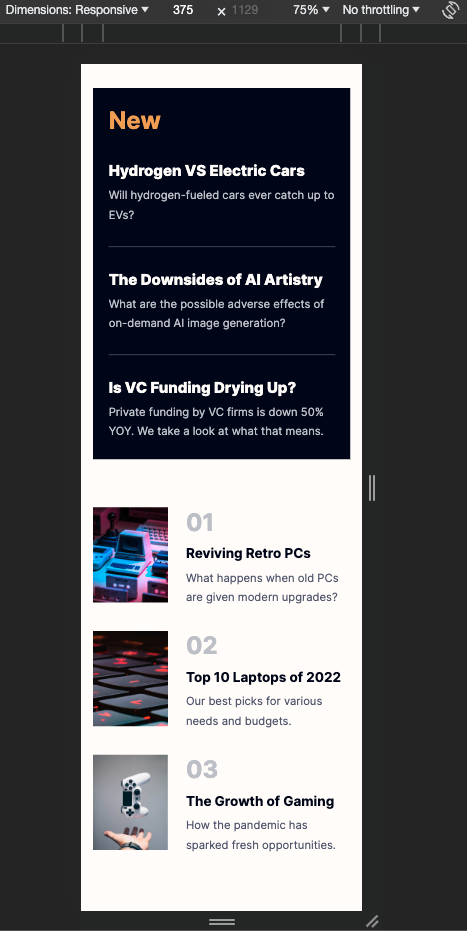 Dimensions: Responsive 375 x 1129 75% No throttling
New
Hydrogen VS Electric Cars
Will hydrogen-fueled cars ever catch up to
EVs?
The Downsides of AI Artistry
What are the possible adverse effects of
on-demand AI image generation?
Is VC Funding Drying Up?
Private funding by VC firms is down 50%
YOY. We take a look at what that means.
01
Reviving Retro PCs
What happens when old PCs
are given modern upgrades?
02
Top 10 Laptops of 2022
Our best picks for various
needs and budgets.
03
The Growth of Gaming
How the pandemic has
sparked fresh opportunities.